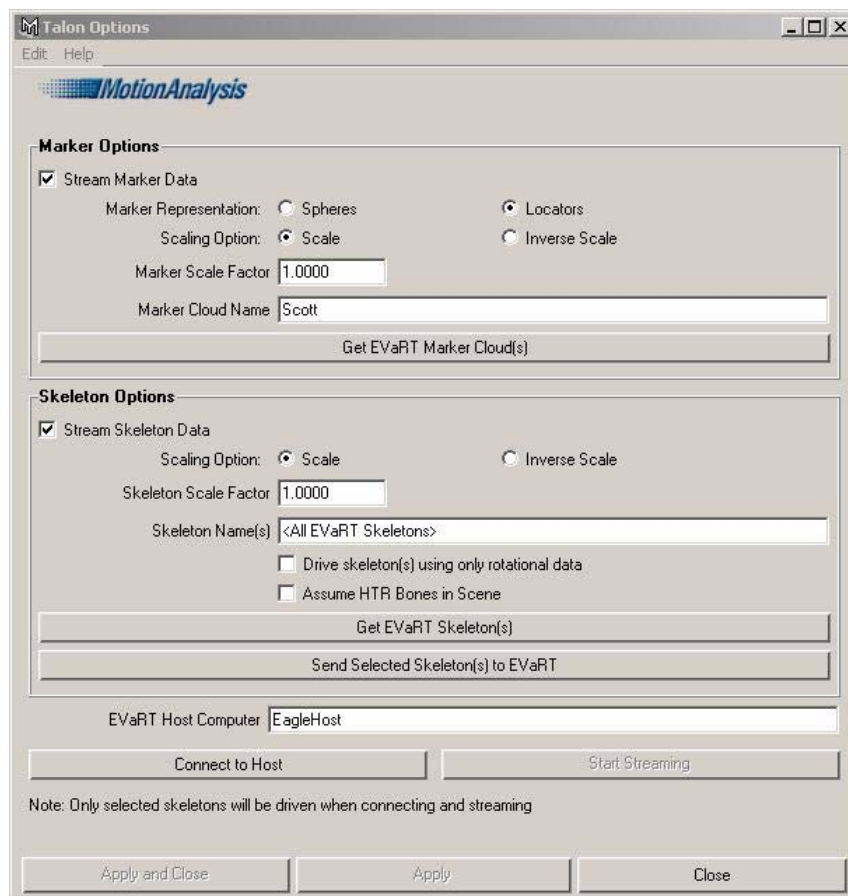 Talon Options
Edit Help
MotionAnalysis
Marker Options
Stream Marker Data
Marker Representation: Spheres Locators
Scaling Option: Scale Inverse Scale
Marker Scale Factor 1.0000
Marker Cloud Name Scott
Get EVaRT Marker Cloud(s)
Skeleton Options
Stream Skeleton Data
Scaling Option: Scale Inverse Scale
Skeleton Scale Factor 1.0000
Skeleton Name(s) <All EVaRT Skeletons>
Drive skeleton(s) using only rotational data
Assume HTR Bones in Scene
Get EVaRT Skeleton(s)
Send Selected Skeleton(s) to EVaRT
EVaRT Host Computer EagleHost
Connect to Host Start Streaming
Note: Only selected skeletons will be driven when connecting and streaming
Apply and Close Apply Close